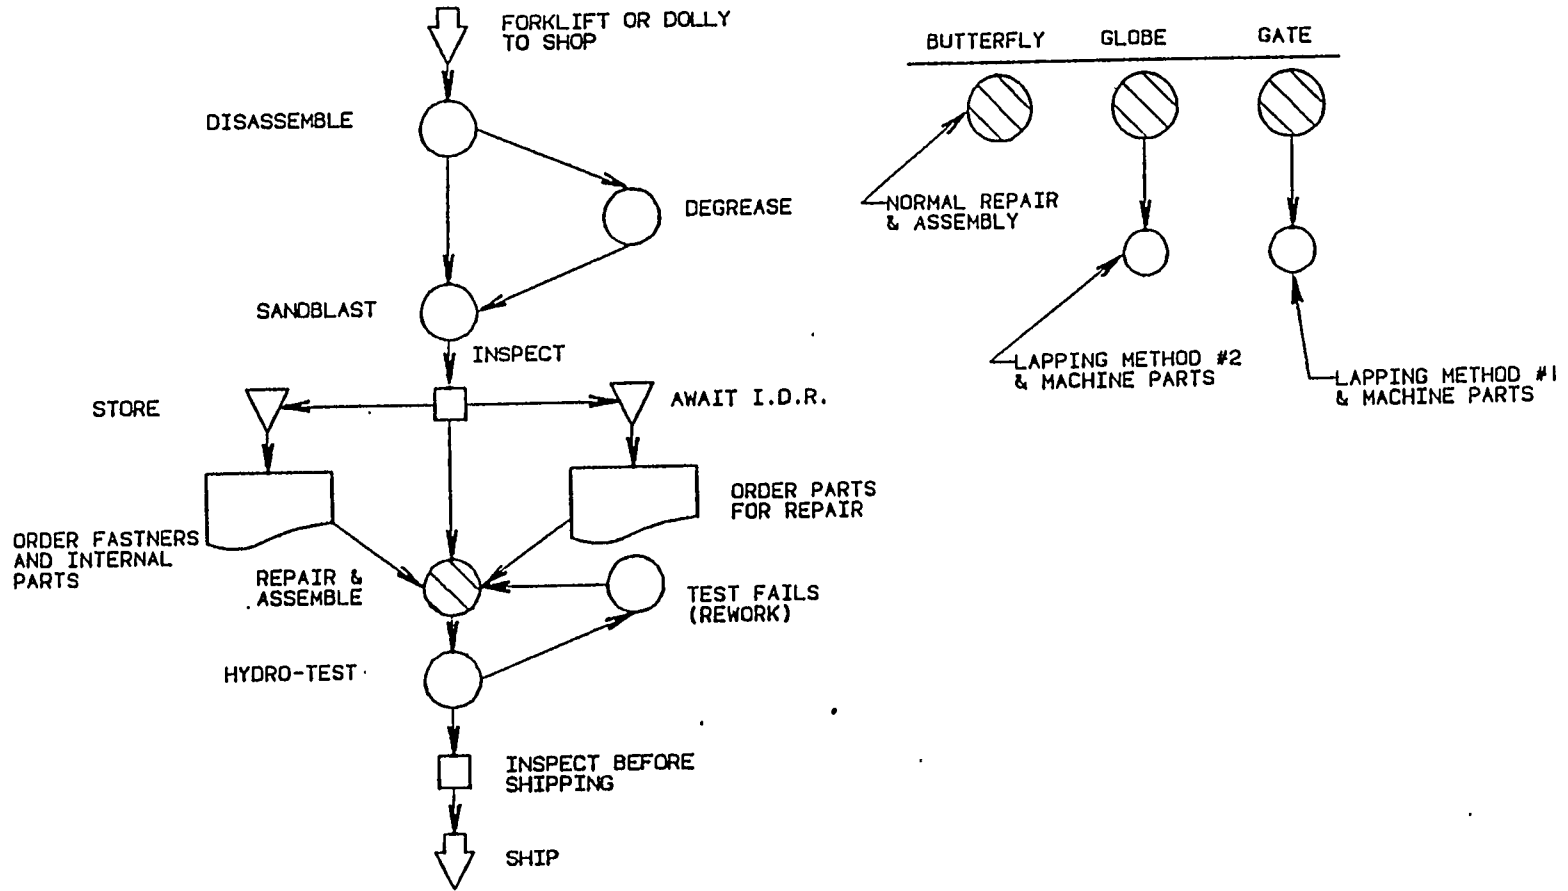 FORKLIFT OR DOLLY
TO SHOP
DISASSEMBLE
DEGREASE
SANDBLAST
INSPECT
STORE
AWAIT I.D.R.
ORDER PARTS
FOR REPAIR
ORDER FASTNERS
AND INTERNAL
PARTS
REPAIR &
ASSEMBLE
TEST FAILS
(REWORK)
HYDRO-TEST
INSPECT BEFORE
SHIPPING
SHIP
BUTTERFLY
GLOBE
GATE
NORMAL REPAIR
& ASSEMBLY
LAPPING METHOD #2
& MACHINE PARTS
LAPPING METHOD #1
& MACHINE PARTS